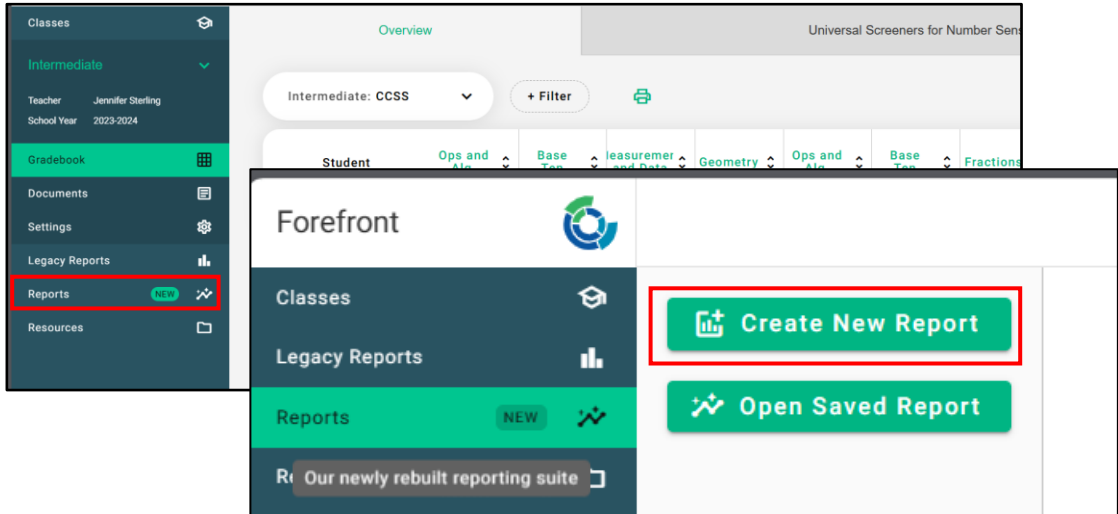 Classes
Intermediate
Teacher Jennifer Sterling
School Year 2023-2024
Gradebook
Documents
Settings
Legacy Reports
Reports NEW
Resources
Overview
Universal Screeners for Number Sens
Intermediate: CCSS
+ Filter
Student
Ops and
Base
Geometry
Ops and
Base
Fractions
Forefront
Classes
Legacy Reports
Reports NEW
Our newly rebuilt reporting suite
Create New Report
Open Saved Report